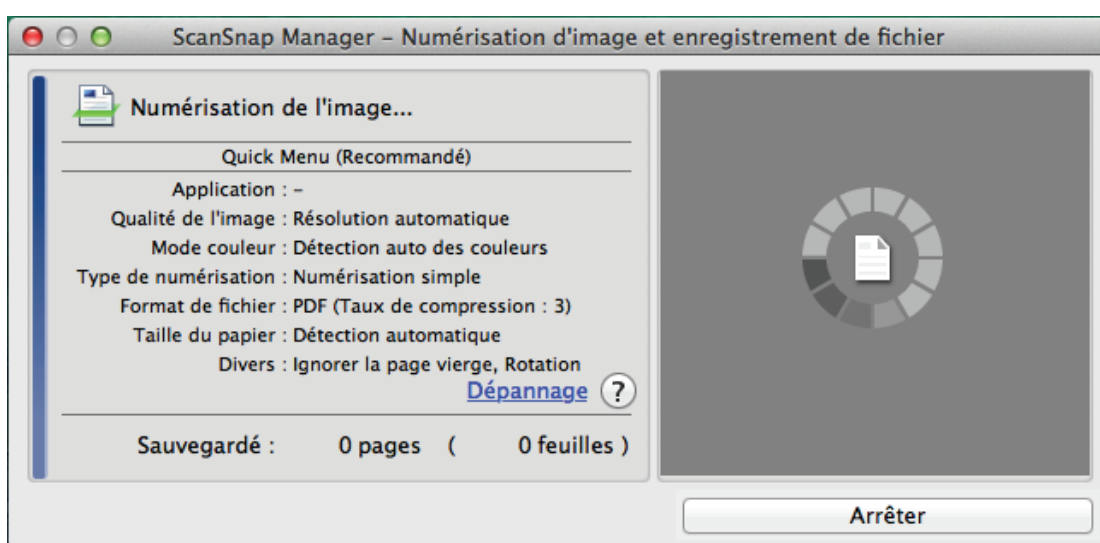 ScanSnap Manager – Numérisation d'image et enregistrement de fichier
Numérisation de l'image...
Quick Menu (Recommandé)
Application : –
Qualité de l'image : Résolution automatique
Mode couleur : Détection auto des couleurs
Type de numérisation : Numérisation simple
Format de fichier : PDF (Taux de compression : 3)
Taille du papier : Détection automatique
Divers : Ignorer la page vierge, Rotation
Dépannage ?
Sauvegardé : 0 pages ( 0 feuilles )
Arrêter